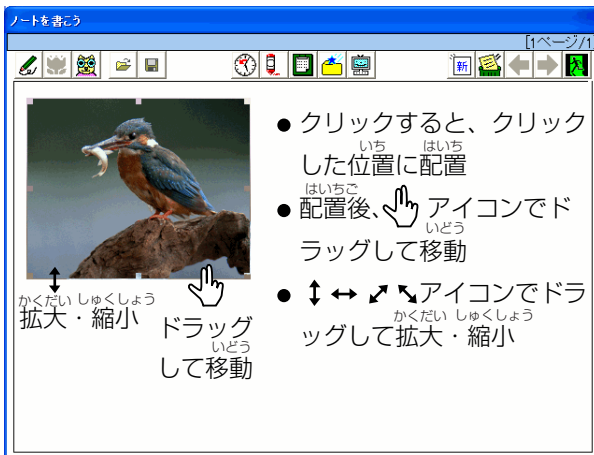 ノートを書こう
[1ページ/1
新
かくだい しゅくしょう
拡大・縮小
ドラッグ
いどう
して移動
● クリックすると、クリック
いち はいち
した位置に配置
はいちご
● 配置後、 アイコンでド
いどう
ラッグして移動
● ↕ ↔ ⤢ ⤡アイコンでドラ
かくだい しゅくしょう
ッグして拡大・縮小